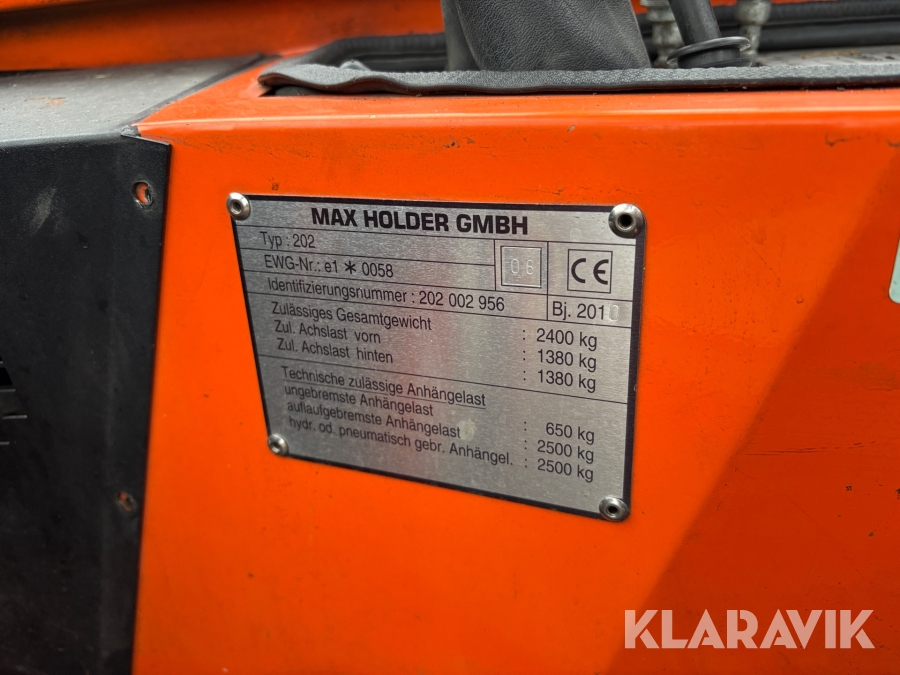 MAX HOLDER GMBH
Typ : 202
EWG-Nr.: e1 * 0058
06
CE
Identifizierungsnummer : 202 002 956
Bj. 2010
Zulässiges Gesamtgewicht : 2400 kg
Zul. Achslast vorn : 1380 kg
Zul. Achslast hinten : 1380 kg
Technische zulässige Anhängelast
ungebremste Anhängelast : 650 kg
auflaufgebremste Anhängelast : 2500 kg
hydr. od. pneumatisch gebr. Anhängel. : 2500 kg
KLARAVIK